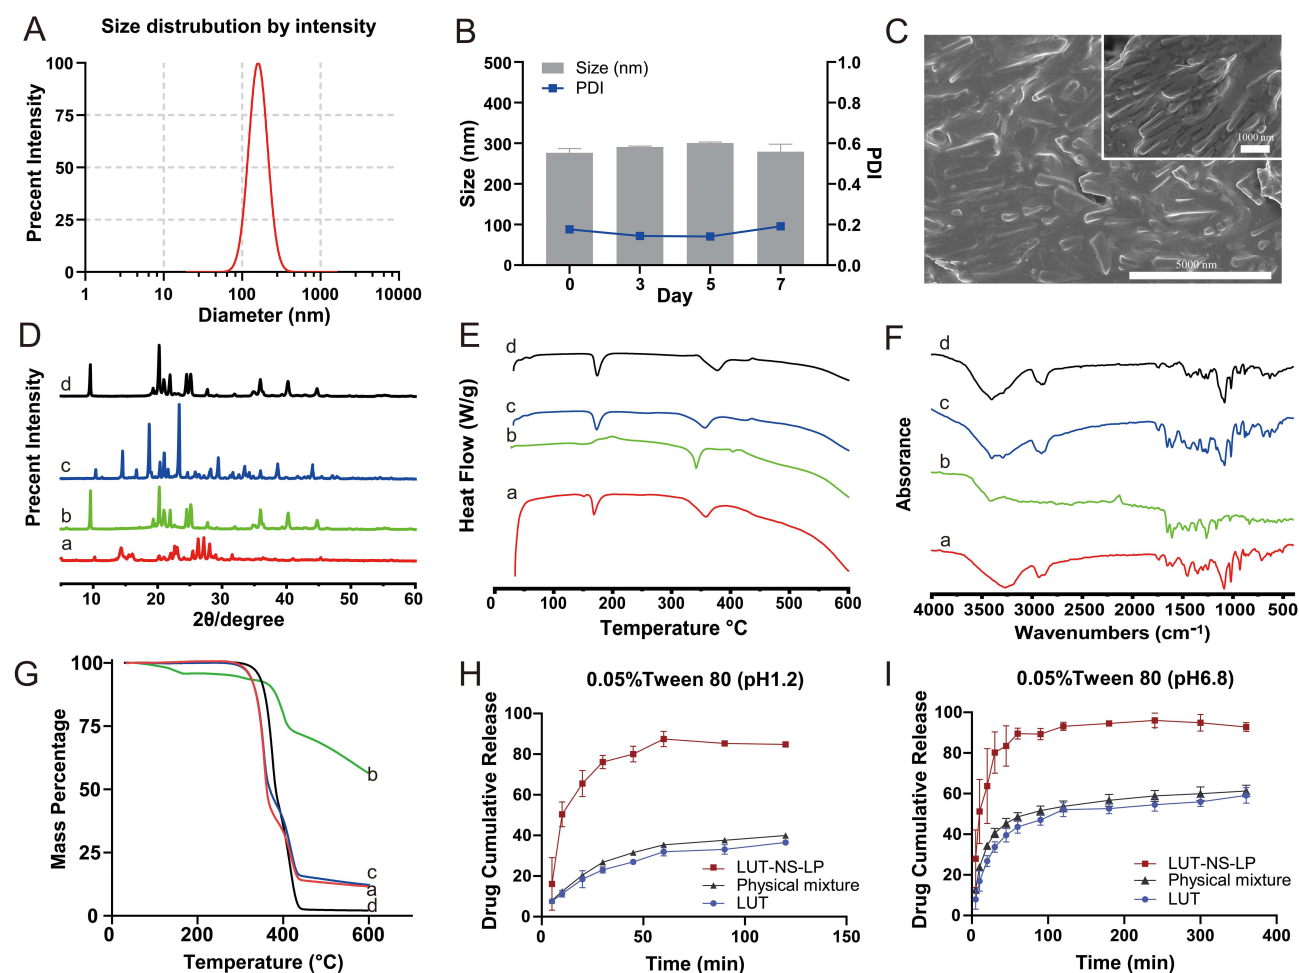 A
Size distrubution by intensity
Precent Intensity
100
75
50
25
0
1
10
100
1000
10000
Diameter (nm)
B
Size (nm)
PDI
Size (nm)
500
400
300
200
100
0
1.0
0.8
0.6
0.4
0.2
0.0
PDI
0
3
5
7
Day
C
1000 nm
5000 nm
D
Precent Intensity
d
c
b
a
10
20
30
40
50
60
2θ/degree
E
Heat Flow (W/g)
d
c
b
a
0
100
200
300
400
500
600
Temperature °C
F
Absorance
d
c
b
a
4000
3500
3000
2500
2000
1500
1000
500
Wavenumbers (cm⁻¹)
G
Mass Percentage
100
75
50
25
0
b
c
a
d
0
200
400
600
Temperature (°C)
H
0.05%Tween 80 (pH1.2)
Drug Cumulative Release
100
80
60
40
20
0
LUT-NS-LP
Physical mixture
LUT
0
50
100
150
Time (min)
I
0.05%Tween 80 (pH6.8)
Drug Cumulative Release
100
80
60
40
20
0
LUT-NS-LP
Physical mixture
LUT
0
100
200
300
400
Time (min)